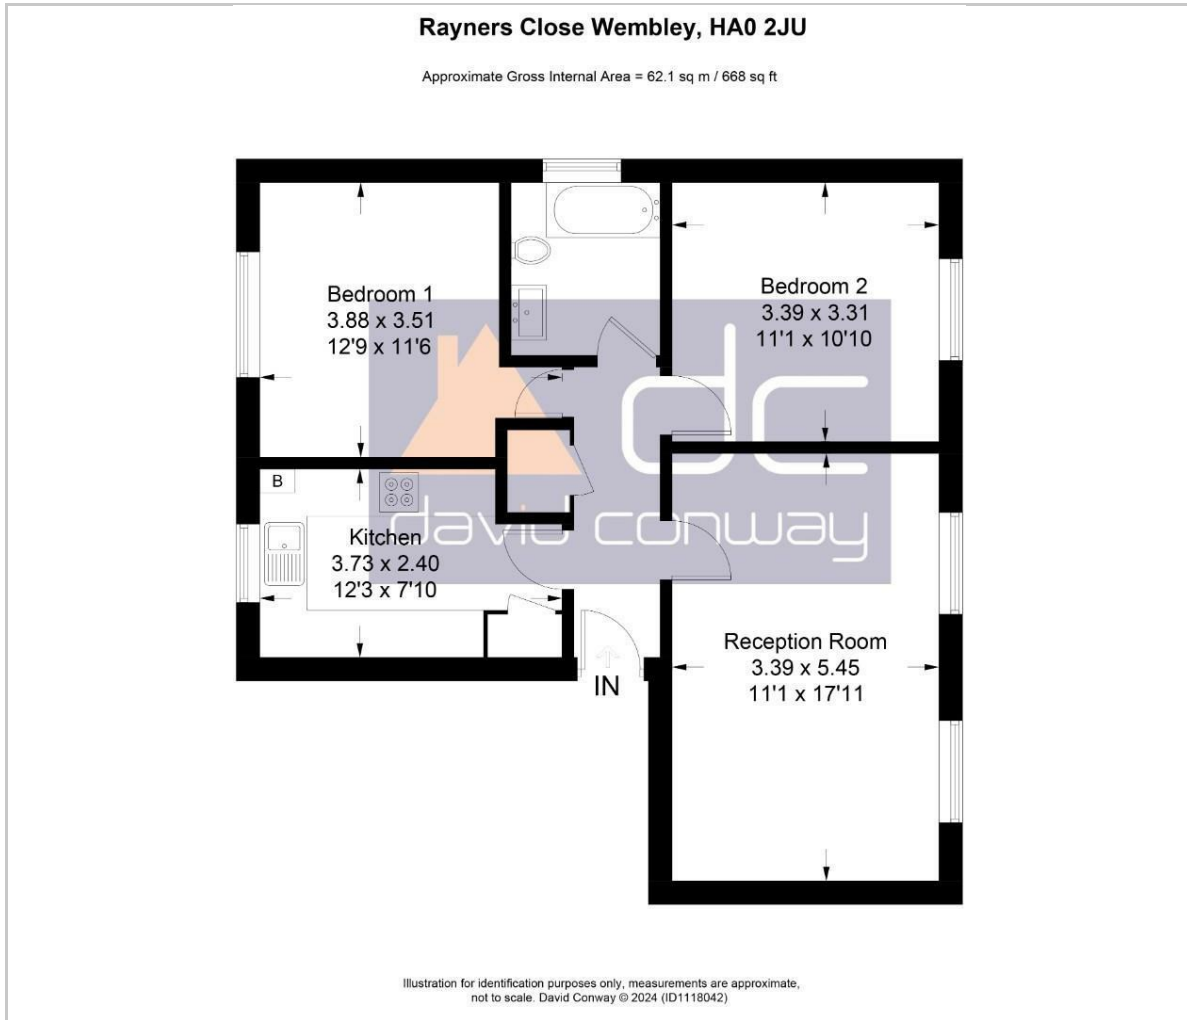 Rayners Close Wembley, HA0 2JU
Approximate Gross Internal Area = 62.1 sq m / 668 sq ft
Bedroom 1
3.88 x 3.51
12'9 x 11'6
Bedroom 2
3.39 x 3.31
11'1 x 10'10
dc
david conway
B
Kitchen
3.73 x 2.40
12'3 x 7'10
Reception Room
3.39 x 5.45
11'1 x 17'11
IN
Illustration for identification purposes only, measurements are approximate,
not to scale. David Conway © 2024 (ID1118042)